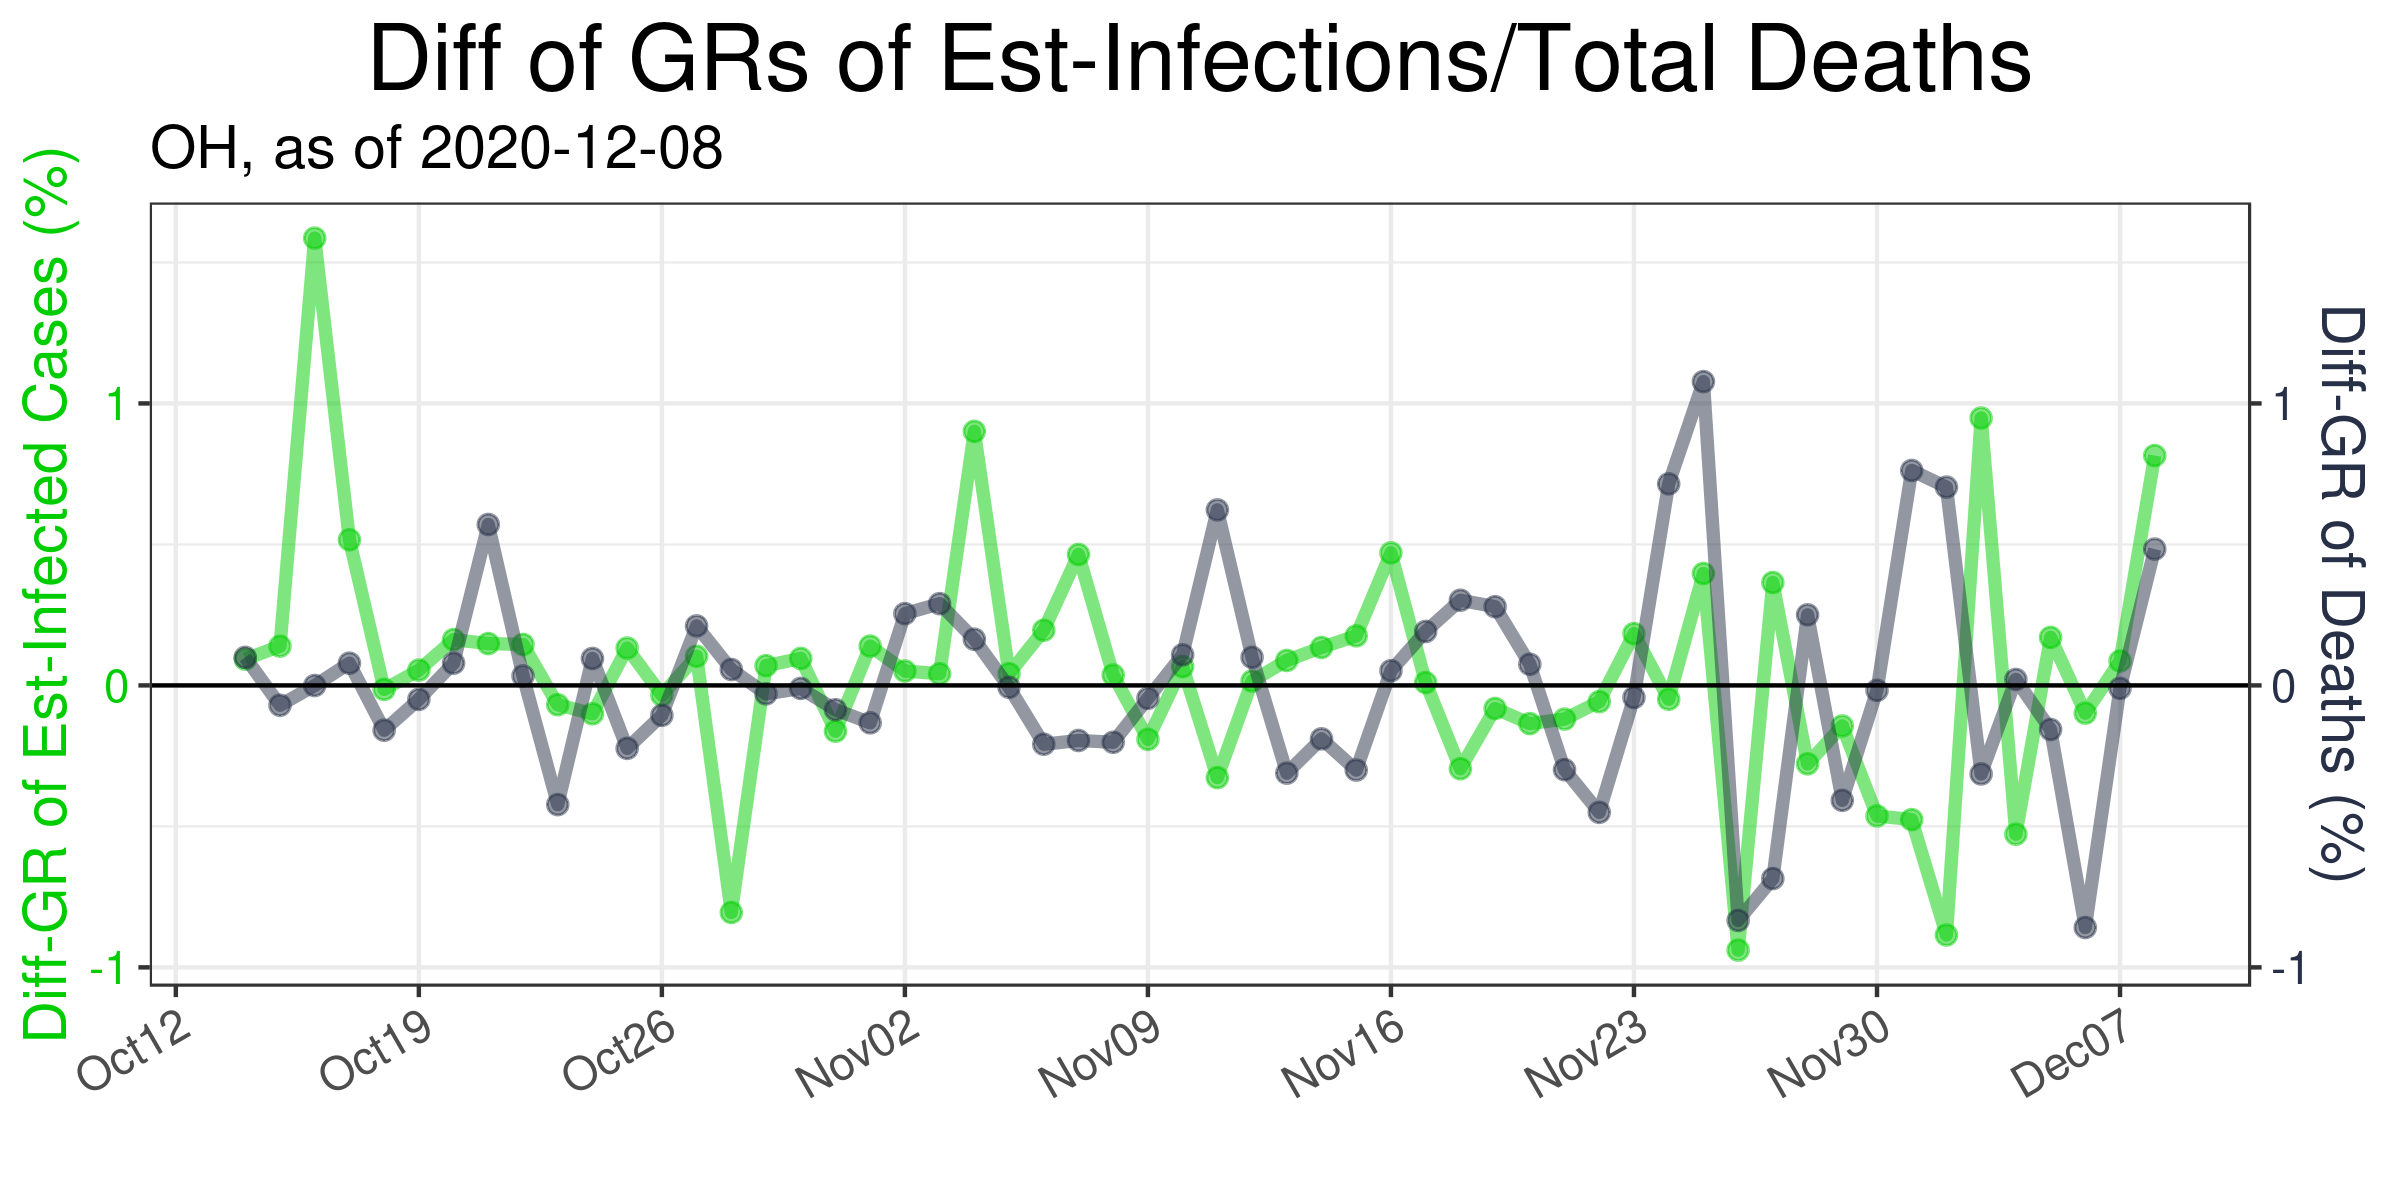 Diff of GRs of Est-Infections/Total Deaths
OH, as of 2020-12-08
Diff-GR of Est-Infected Cases (%)
1
0
-1
1
0
-1
Diff-GR of Deaths (%)
Oct12
Oct19
Oct26
Nov02
Nov09
Nov16
Nov23
Nov30
Dec07